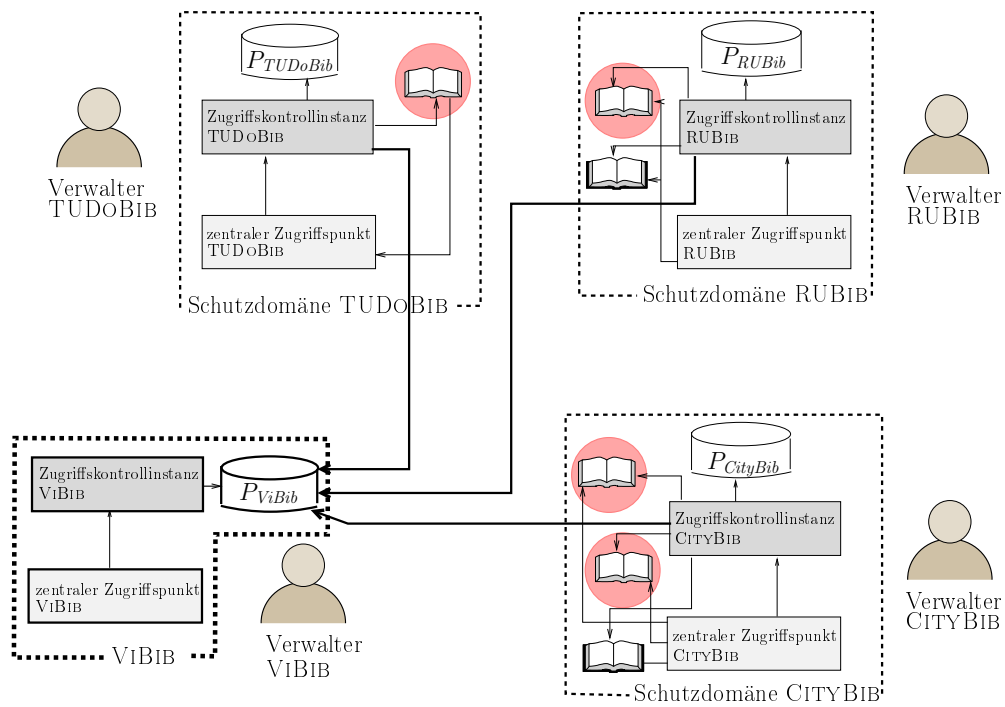 P_TUDoBib
Zugriffskontrollinstanz
TUDOBIB
zentraler Zugriffspunkt
TUDOBIB
Schutzdomäne TUDOBIB
Verwalter
TUDOBIB
P_RUBib
Zugriffskontrollinstanz
RUBIB
zentraler Zugriffspunkt
RUBIB
Schutzdomäne RUBIB
Verwalter
RUBIB
Zugriffskontrollinstanz
VIBIB
P_ViBib
zentraler Zugriffspunkt
VIBIB
VIBIB
Verwalter
VIBIB
P_CityBib
Zugriffskontrollinstanz
CITYBIB
zentraler Zugriffspunkt
CITYBIB
Schutzdomäne CITYBIB
Verwalter
CITYBIB